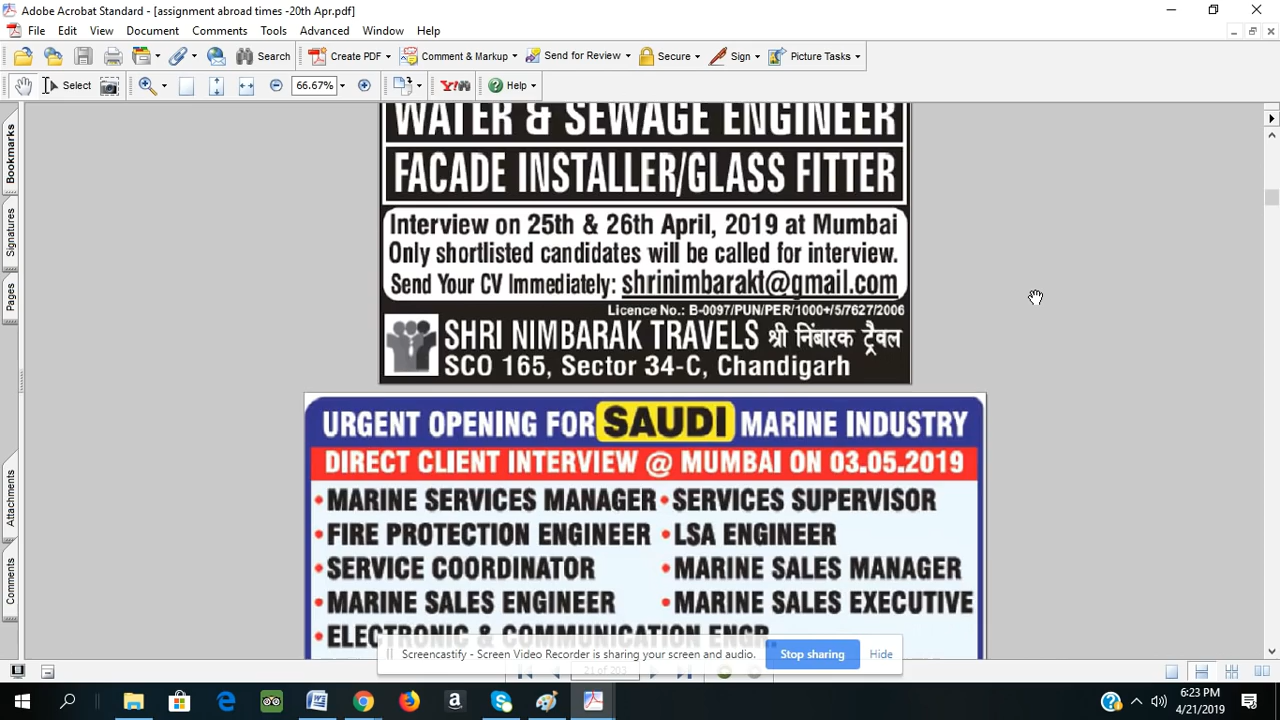 Adobe Acrobat Standard - [assignment abroad times -20th Apr.pdf]
File Edit View Document Comments Tools Advanced Window Help
Search Create PDF Comment & Markup Send for Review Secure Sign Picture Tasks
Select 66.67% Y! Help
Bookmarks
Signatures
Pages
Attachments
Comments
WATER & SEWAGE ENGINEER
FACADE INSTALLER/GLASS FITTER
Interview on 25th & 26th April, 2019 at Mumbai
Only shortlisted candidates will be called for interview.
Send Your CV Immediately: shrinimbarakt@gmail.com
Licence No.: B-0097/PUN/PER/1000+/5/7627/2006
SHRI NIMBARAK TRAVELS श्री निंबारक ट्रैवल
SCO 165, Sector 34-C, Chandigarh
URGENT OPENING FOR SAUDI MARINE INDUSTRY
DIRECT CLIENT INTERVIEW @ MUMBAI ON 03.05.2019
• MARINE SERVICES MANAGER • SERVICES SUPERVISOR
• FIRE PROTECTION ENGINEER • LSA ENGINEER
• SERVICE COORDINATOR • MARINE SALES MANAGER
• MARINE SALES ENGINEER • MARINE SALES EXECUTIVE
• ELECTRONIC & COMMUNICATION ENGR.
Screencastify - Screen Video Recorder is sharing your screen and audio. Stop sharing Hide
21 of 203
6:23 PM
4/21/2019